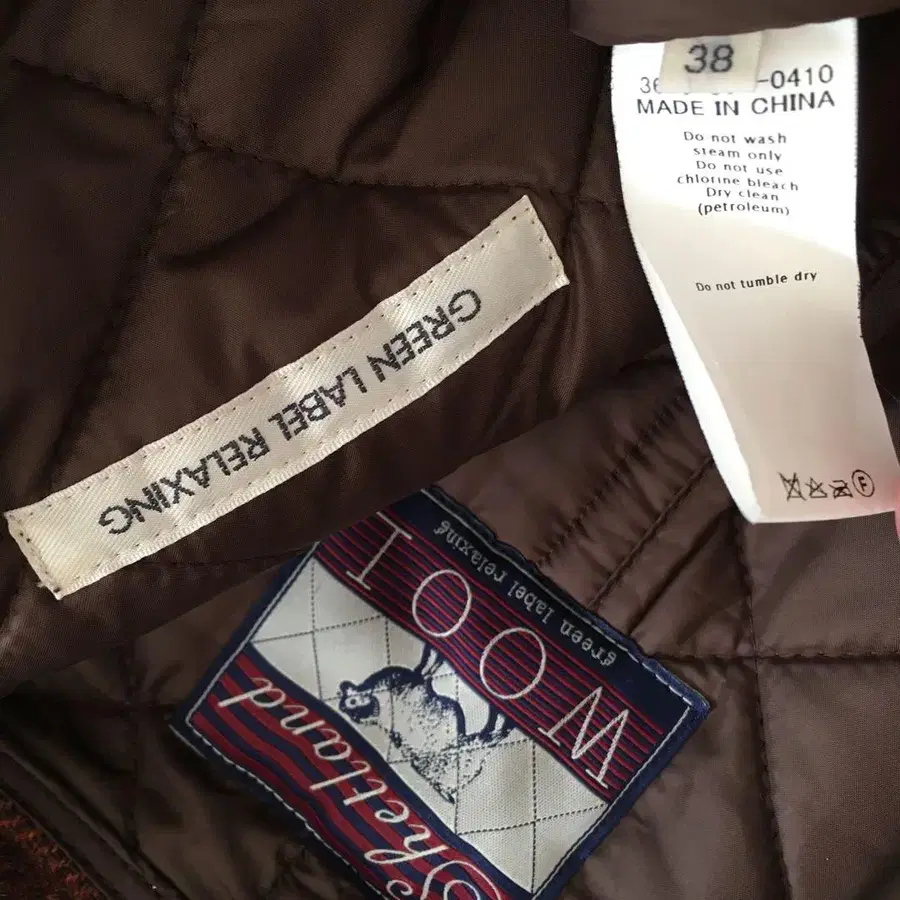 38
-0410
MADE IN CHINA
Do not wash
steam only
Do not use
chlorine bleach
Dry clean
(petroleum)
Do not tumble dry
F
GREEN LABEL RELAXING
green label relaxing
WOOL
Shetland